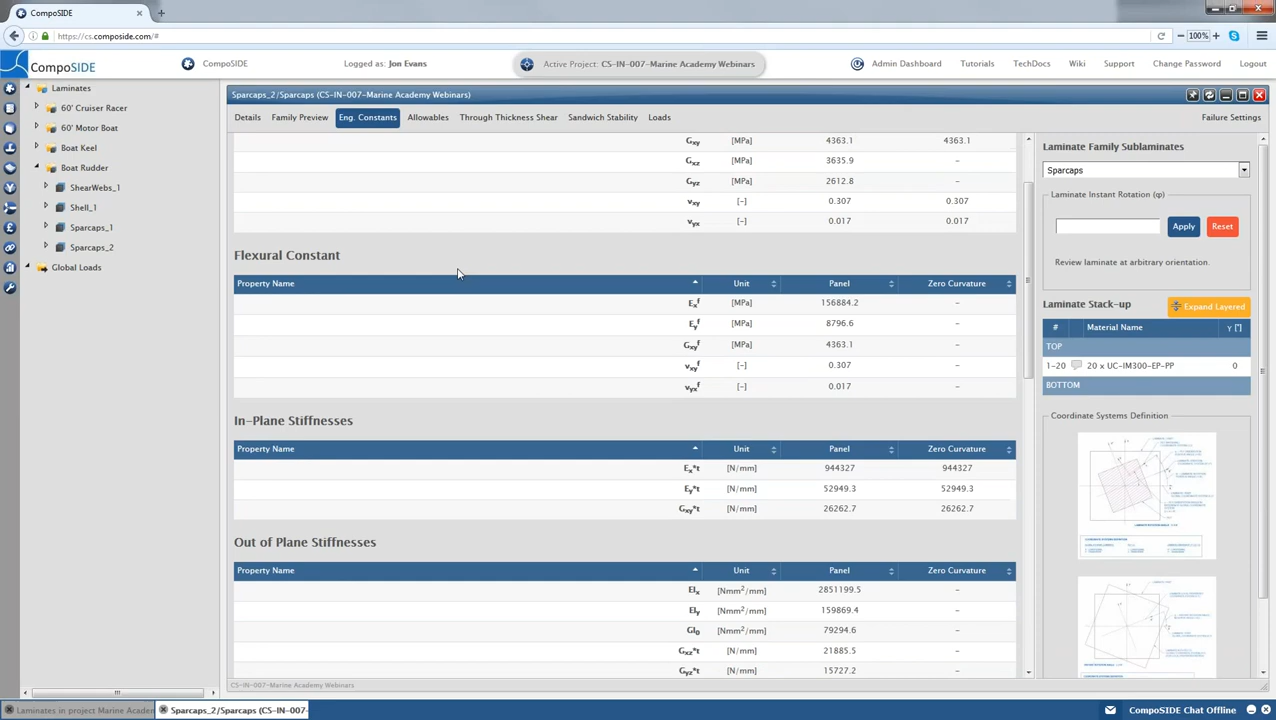 CompoSIDE
https://cs.composide.com/#
100%
CompoSIDE
CompoSIDE
Logged as: Jon Evans
Active Project: CS-IN-007-Marine Academy Webinars
Admin Dashboard
Tutorials
TechDocs
Wiki
Support
Change Password
Logout
Laminates
60' Cruiser Racer
60' Motor Boat
Boat Keel
Boat Rudder
ShearWebs_1
Shell_1
Sparcaps_1
Sparcaps_2
Global Loads
Sparcaps_2/Sparcaps (CS-IN-007-Marine Academy Webinars)
Details Family Preview Eng. Constants Allowables Through Thickness Shear Sandwich Stability Loads Failure Settings
Gxy [MPa] 4363.1 4363.1
Gxz [MPa] 3635.9 –
Gyz [MPa] 2612.8 –
vxy [-] 0.307 0.307
vyx [-] 0.017 0.017
Flexural Constant
Property Name Unit Panel Zero Curvature
Exf [MPa] 156884.2 –
Eyf [MPa] 8796.6 –
Gxyf [MPa] 4363.1 –
vxyf [-] 0.307 –
vyxf [-] 0.017 –
In-Plane Stiffnesses
Property Name Unit Panel Zero Curvature
Ex*t [N/mm] 944327 944327
Ey*t [N/mm] 52949.3 52949.3
Gxy*t [N/mm] 26262.7 26262.7
Out of Plane Stiffnesses
Property Name Unit Panel Zero Curvature
EIx [Nmm2/mm] 2851199.5 –
EIy [Nmm2/mm] 159869.4 –
GI0 [Nmm2/mm] 79294.6 –
Gxz*t [N/mm] 21885.5 –
Gyz*t [N/mm] 15727.2 –
Laminate Family Sublaminates
Sparcaps
Laminate Instant Rotation (φ)
Apply Reset
Review laminate at arbitrary orientation.
Laminate Stack-up Expand Layered
# Material Name γ [°]
TOP
1-20 20 x UC-IM300-EP-PP 0
BOTTOM
Coordinate Systems Definition
CS-IN-007-Marine Academy Webinars
Laminates in project Marine Acaden
Sparcaps_2/Sparcaps (CS-IN-007-
CompoSIDE Chat Offline